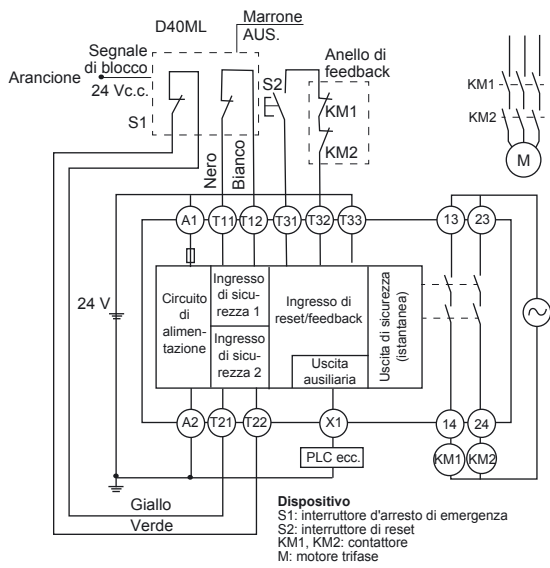 D40ML
Marrone
AUS.
Segnale
di blocco
Arancione
24 Vc.c.
S1
S2
Anello di
feedback
KM1
KM2
Nero
Bianco
KM1
KM2
M
A1
T11
T12
T31
T32
T33
13
23
24 V
Circuito
di
alimen-
tazione
Ingresso
di sicu-
rezza 1
Ingresso
di sicu-
rezza 2
Ingresso di
reset/feedback
Uscita
ausiliaria
Uscita di sicurezza
(istantanea)
A2
T21
T22
X1
14
24
PLC ecc.
KM1
KM2
Giallo
Verde
Dispositivo
S1: interruttore d'arresto di emergenza
S2: interruttore di reset
KM1, KM2: contattore
M: motore trifase